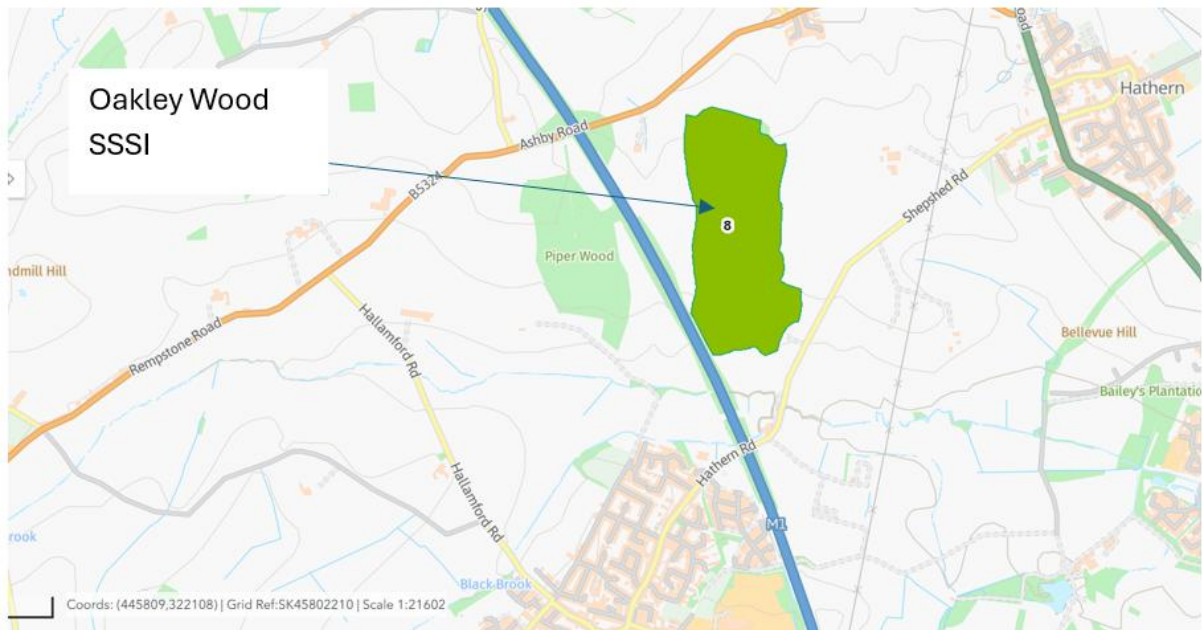 Oakley Wood
SSSI
Hathern
Ashby Road
B5324
Shepshed Rd
Piper Wood
ndmill Hill
Hallamford Rd
Rempstone Road
Bellevue Hill
Bailey's Plantatio
Hathern Rd
Hallamford Rd
M1
rook
Black Brook
oad
8
Coords: (445809,322108) | Grid Ref:SK45802210 | Scale 1:21602